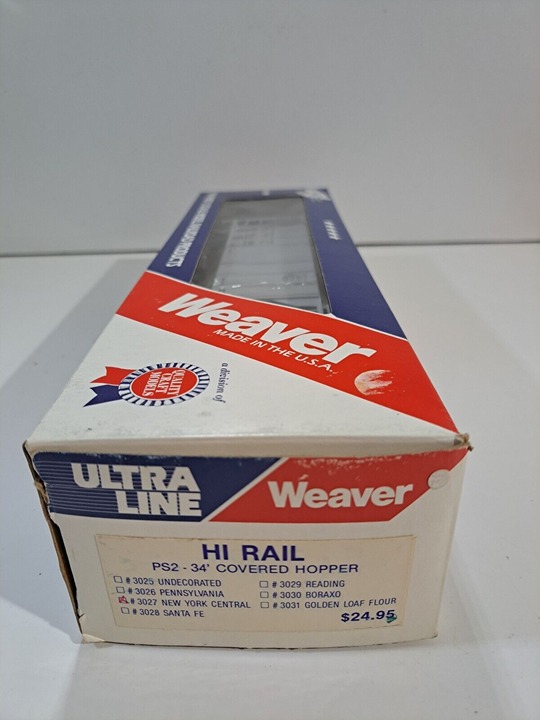 Weaver
MADE IN THE U.S.A.
a division of
QUALITY
CRAFT
MODELS
ULTRA
LINE
Weaver
HI RAIL
PS2 - 34' COVERED HOPPER
# 3025 UNDECORATED
# 3026 PENNSYLVANIA
# 3027 NEW YORK CENTRAL
# 3028 SANTA FE
# 3029 READING
# 3030 BORAXO
# 3031 GOLDEN LOAF FLOUR
$24.95